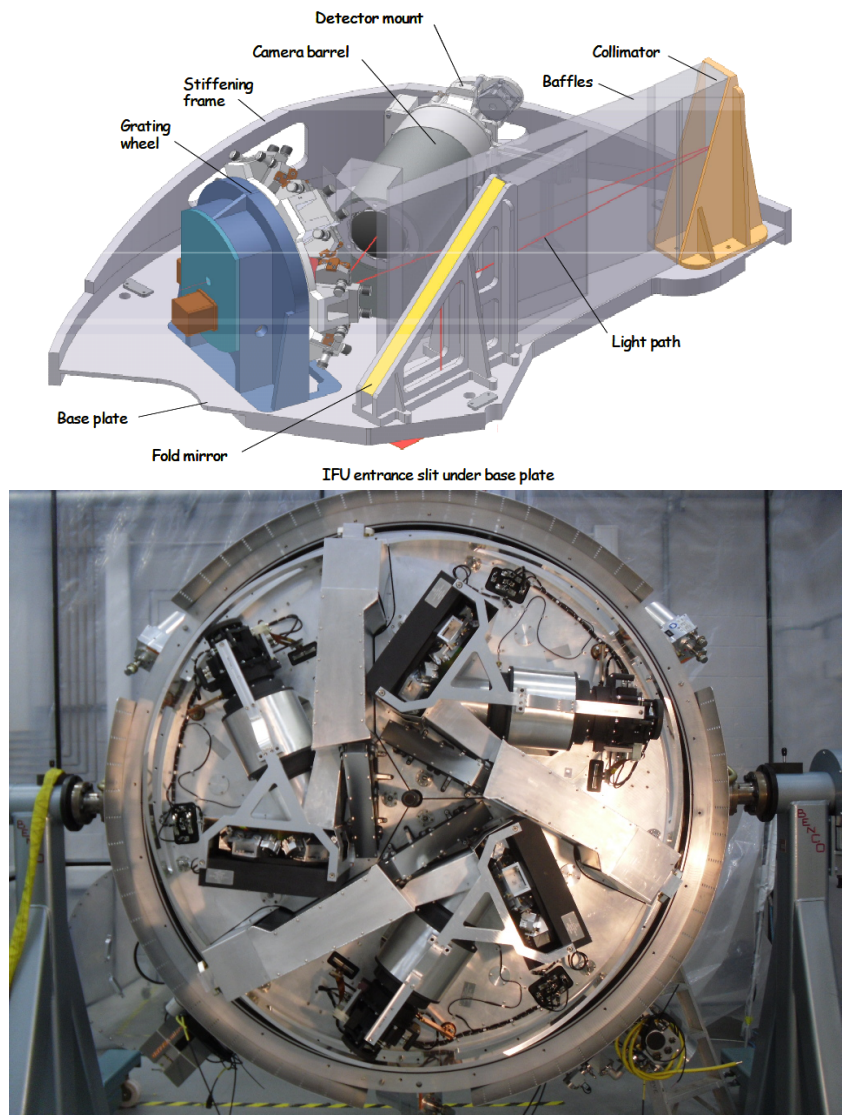 Detector mount
Camera barrel
Collimator
Baffles
Stiffening
frame
Grating
wheel
Light path
Base plate
Fold mirror
IFU entrance slit under base plate